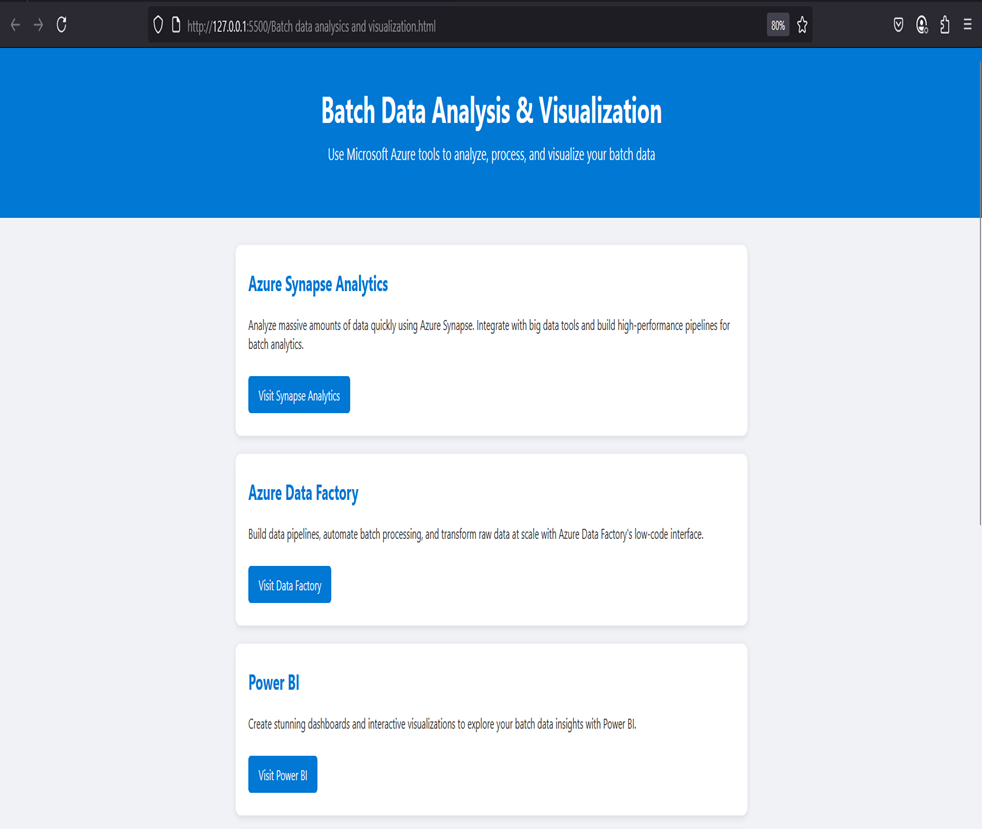 http://127.0.0.1:5500/Batch data analysics and visualization.html
80%
Batch Data Analysis & Visualization
Use Microsoft Azure tools to analyze, process, and visualize your batch data
Azure Synapse Analytics
Analyze massive amounts of data quickly using Azure Synapse. Integrate with big data tools and build high-performance pipelines for
batch analytics.
Visit Synapse Analytics
Azure Data Factory
Build data pipelines, automate batch processing, and transform raw data at scale with Azure Data Factory's low-code interface.
Visit Data Factory
Power BI
Create stunning dashboards and interactive visualizations to explore your batch data insights with Power BI.
Visit Power BI